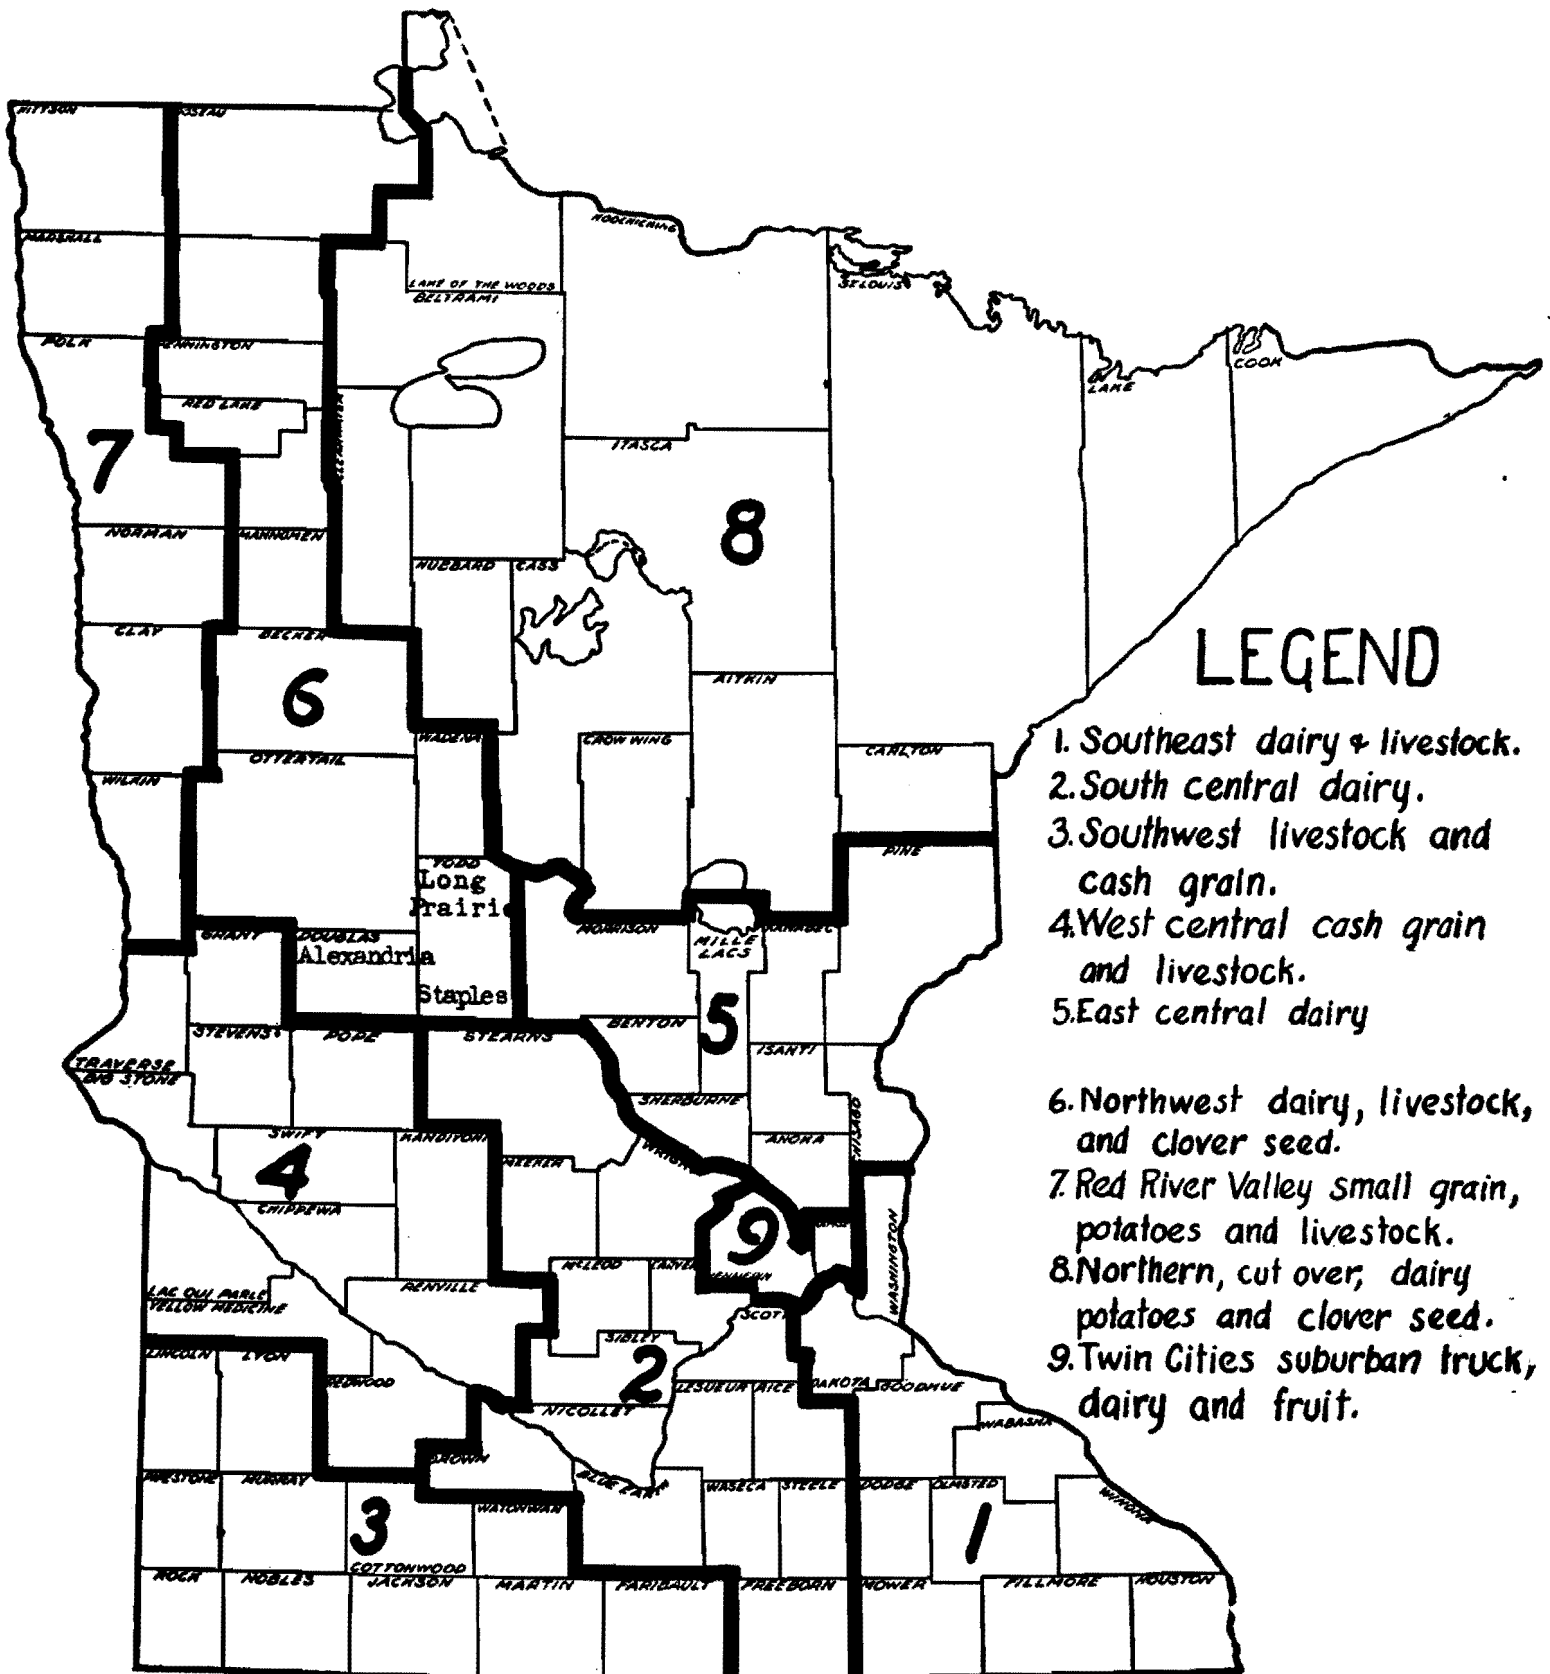 KITTSON
ROSEAU
KOOCHICHING
MARSHALL
LAKE OF THE WOODS
BELTRAMI
ST. LOUIS
POLK
PENNINGTON
LAKE
COOK
RED LAKE
CLEARWATER
7
ITASCA
8
NORMAN
MAHNOMEN
HUBBARD
CASS
CLAY
BECKER
6
AITKIN
WADENA
CROW WING
CARLTON
OTTERTAIL
WILKIN
PINE
TODD
Long
Prairie
GRANT
DOUGLAS
Alexandria
Staples
MORRISON
MILLE
LACS
KANABEC
5
STEVENS
POPE
STEARNS
BENTON
ISANTI
TRAVERSE
BIG STONE
SHERBURNE
CHISAGO
SWIFT
KANDIYOHI
MEEKER
WRIGHT
ANOKA
4
CHIPPEWA
9
WASHINGTON
McLEOD
CARVER
HENNEPIN
LAC QUI PARLE
YELLOW MEDICINE
RENVILLE
SCOTT
SIBLEY
2
LINCOLN
LYON
REDWOOD
NICOLLET
LESUEUR
RICE
DAKOTA
GOODHUE
WABASHA
BROWN
BLUE EARTH
PIPESTONE
MURRAY
3
COTTONWOOD
WATONWAN
WASECA
STEELE
DODGE
OLMSTED
1
WINONA
ROCK
NOBLES
JACKSON
MARTIN
FARIBAULT
FREEBORN
MOWER
FILLMORE
HOUSTON
LEGEND
1. Southeast dairy & livestock.
2. South central dairy.
3. Southwest livestock and
cash grain.
4. West central cash grain
and livestock.
5. East central dairy
6. Northwest dairy, livestock,
and clover seed.
7. Red River Valley small grain,
potatoes and livestock.
8. Northern, cut over, dairy
potatoes and clover seed.
9. Twin Cities suburban truck,
dairy and fruit.